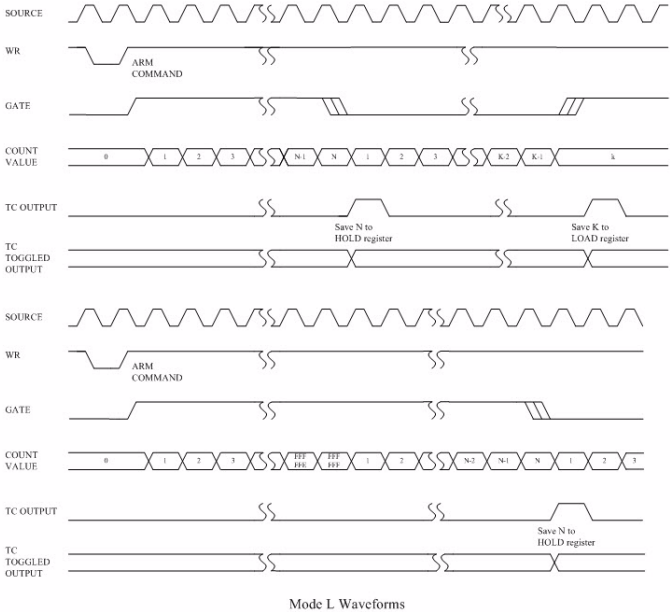 SOURCE
WR
ARM
COMMAND
GATE
COUNT
VALUE
0 1 2 3 N-1 N 1 2 3 K-2 K-1 k
TC OUTPUT
Save N to
HOLD register
Save K to
LOAD register
TC
TOGGLED
OUTPUT
SOURCE
WR
ARM
COMMAND
GATE
COUNT
VALUE
0 1 2 3 FFF FFF 1 2 N-2 N-1 N 1 2 3
FFE FFF
TC OUTPUT
Save N to
HOLD register
TC
TOGGLED
OUTPUT
Mode L Waveforms